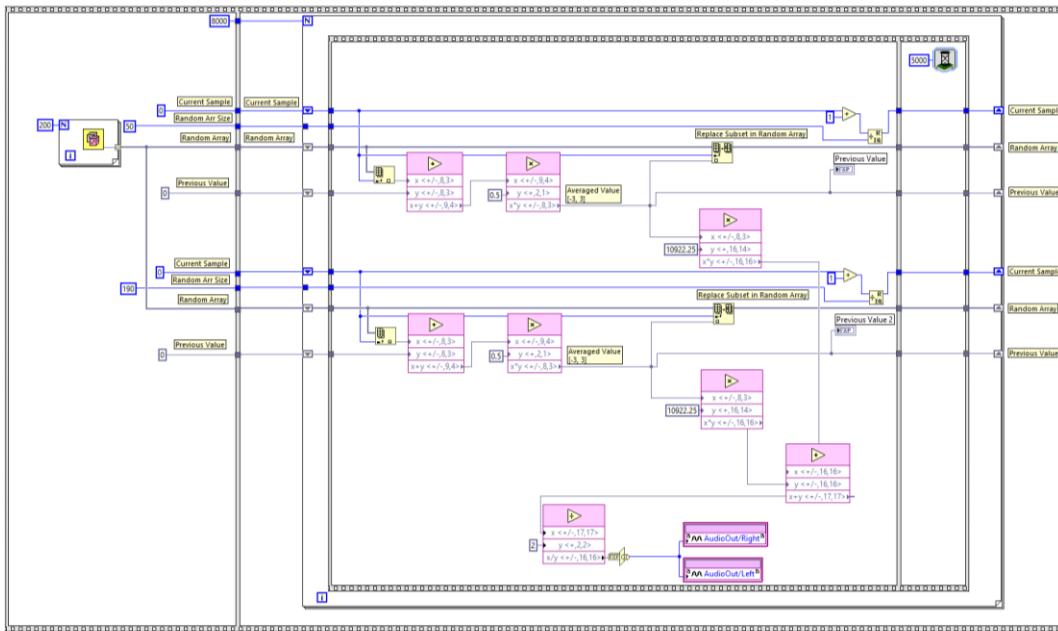 8000
N
5000
Current Sample
Current Sample
0
Current Sample
Random Arr Size
200
N
50
1
Random Array
Random Array
Replace Subset in Random Array
Random Array
i
Previous Value
x <+/-,8,3>
y <+/-,8,3>
x+y <+/-,9,4>
x <+/-,9,4>
0.5
y <+,2,1>
x*y <+/-,8,3>
Averaged Value
[-3, 3]
Previous Value
0
Previous Value
x <+/-,8,3>
10922.25
y <+,16,14>
x*y <+/-,16,16>
Current Sample
0
Current Sample
Random Arr Size
190
1
Random Array
Replace Subset in Random Array
Random Array
Previous Value 2
x <+/-,8,3>
y <+/-,8,3>
x+y <+/-,9,4>
x <+/-,9,4>
0.5
y <+,2,1>
x*y <+/-,8,3>
Averaged Value
[-3, 3]
Previous Value
0
Previous Value
x <+/-,8,3>
10922.25
y <+,16,14>
x*y <+/-,16,16>
x <+/-,16,16>
y <+/-,16,16>
x+y <+/-,17,17>
x <+/-,17,17>
2
y <+,2,2>
x/y <+/-,16,16>
AudioOut/Right
AudioOut/Left
i